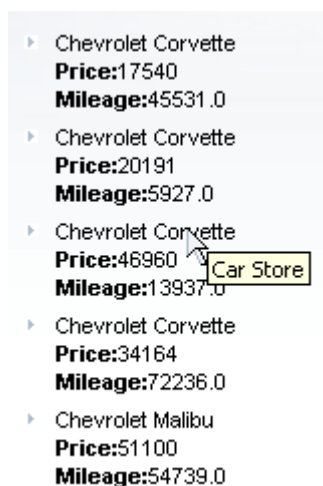 Chevrolet Corvette
Price:17540
Mileage:45531.0
Chevrolet Corvette
Price:20191
Mileage:5927.0
Chevrolet Corvette
Price:46960
Car Store
Mileage:13937.0
Chevrolet Corvette
Price:34164
Mileage:72236.0
Chevrolet Malibu
Price:51100
Mileage:54739.0